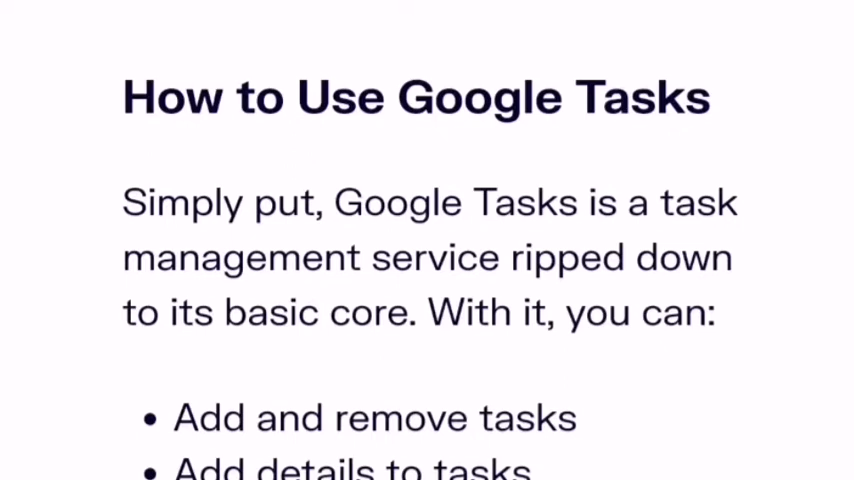 How to Use Google Tasks
Simply put, Google Tasks is a task
management service ripped down
to its basic core. With it, you can:
• Add and remove tasks
• Add details to tasks